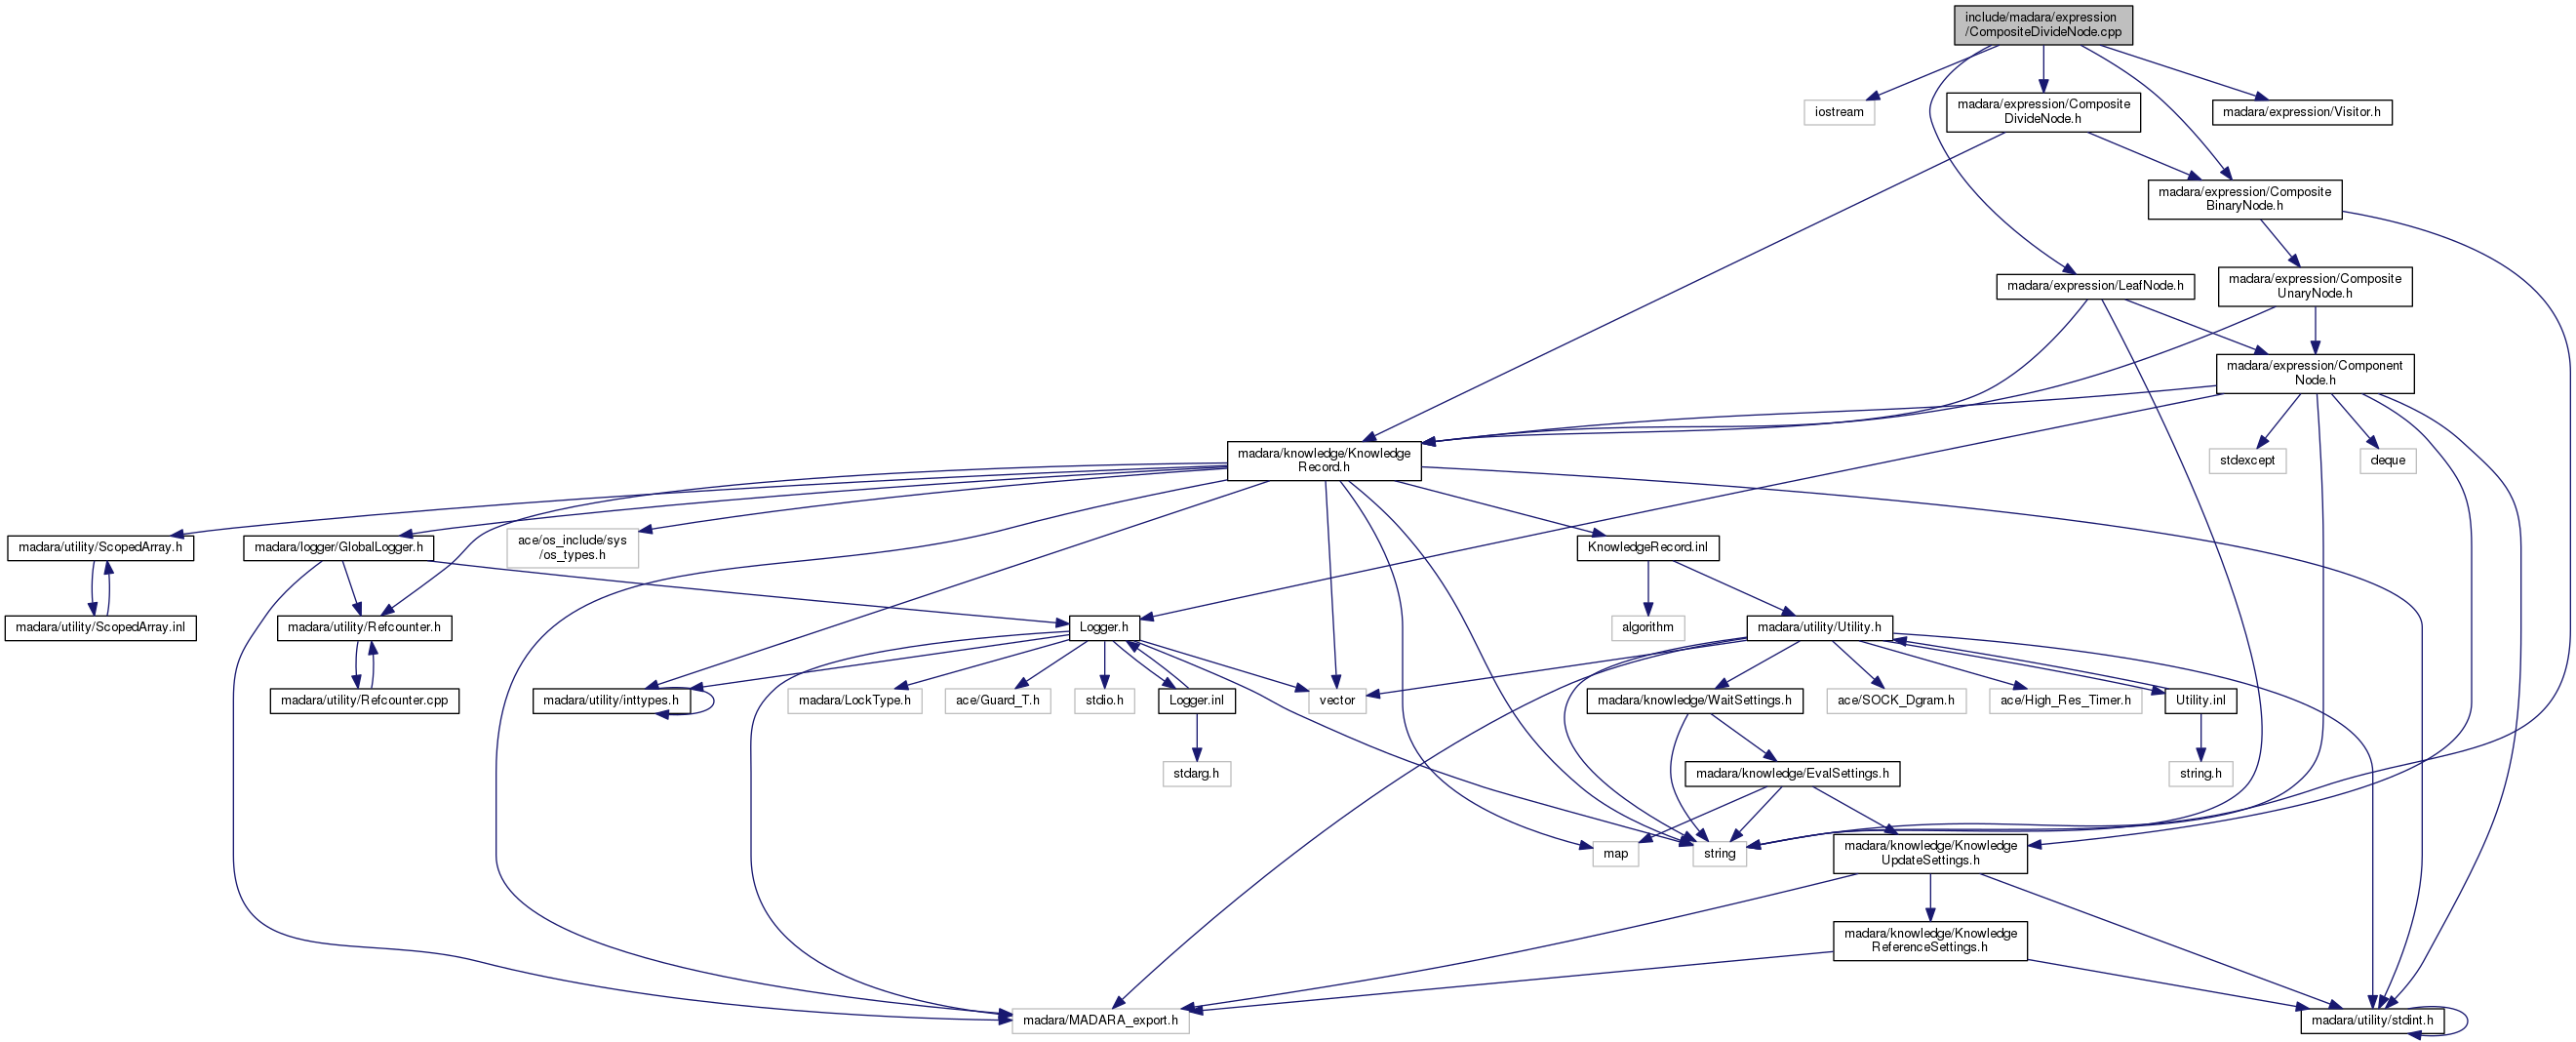 include/madara/expression
/CompositeDivideNode.cpp
iostream
madara/expression/Composite
DivideNode.h
madara/expression/Visitor.h
madara/expression/Composite
BinaryNode.h
madara/expression/LeafNode.h
madara/expression/Composite
UnaryNode.h
madara/expression/Component
Node.h
madara/knowledge/Knowledge
Record.h
stdexcept
deque
madara/utility/ScopedArray.h
madara/logger/GlobalLogger.h
ace/os_include/sys
/os_types.h
KnowledgeRecord.inl
madara/utility/ScopedArray.inl
madara/utility/Refcounter.h
Logger.h
algorithm
madara/utility/Utility.h
madara/utility/Refcounter.cpp
madara/utility/inttypes.h
madara/LockType.h
ace/Guard_T.h
stdio.h
Logger.inl
vector
madara/knowledge/WaitSettings.h
ace/SOCK_Dgram.h
ace/High_Res_Timer.h
Utility.inl
stdarg.h
madara/knowledge/EvalSettings.h
string.h
map
string
madara/knowledge/Knowledge
UpdateSettings.h
madara/knowledge/Knowledge
ReferenceSettings.h
madara/MADARA_export.h
madara/utility/stdint.h